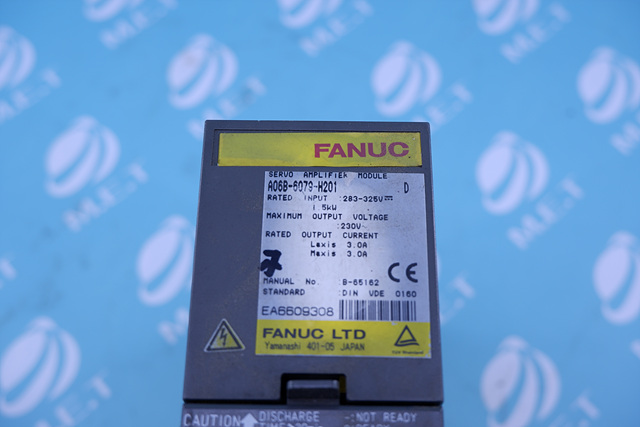 FANUC
SERVO AMPLIFIER MODULE
A06B-6079-H201 D
RATED INPUT :283-325V⎓
1.5kW
MAXIMUM OUTPUT VOLTAGE
:230V~
RATED OUTPUT CURRENT
Laxis 3.0A
Maxis 3.0A
MANUAL No. :B-65162
STANDARD :DIN VDE 0160
CE
EA6609308
FANUC LTD
Yamanashi 401-05 JAPAN
CAUTION DISCHARGE -:NOT READY
M.E.T
M.E.T
M.E.T
M.E.T
M.E.T